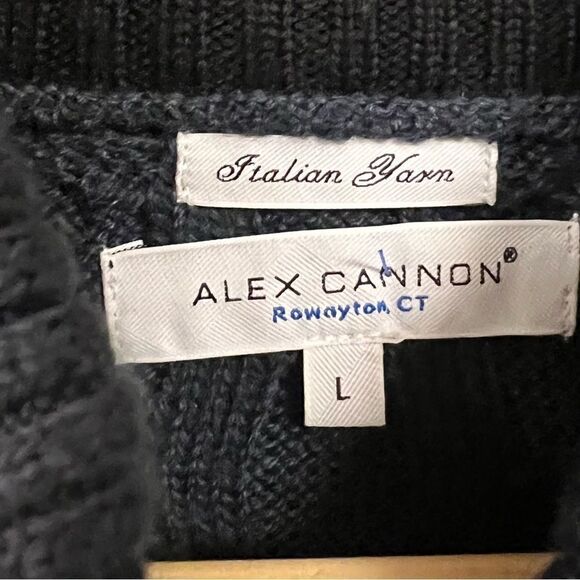 Italian Yarn
ALEX CANNON®
Rowayton, CT
L